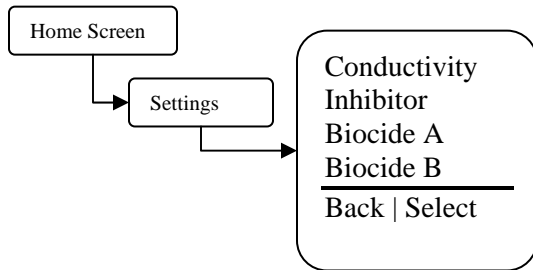 Home Screen
Settings
Conductivity
Inhibitor
Biocide A
Biocide B
Back | Select